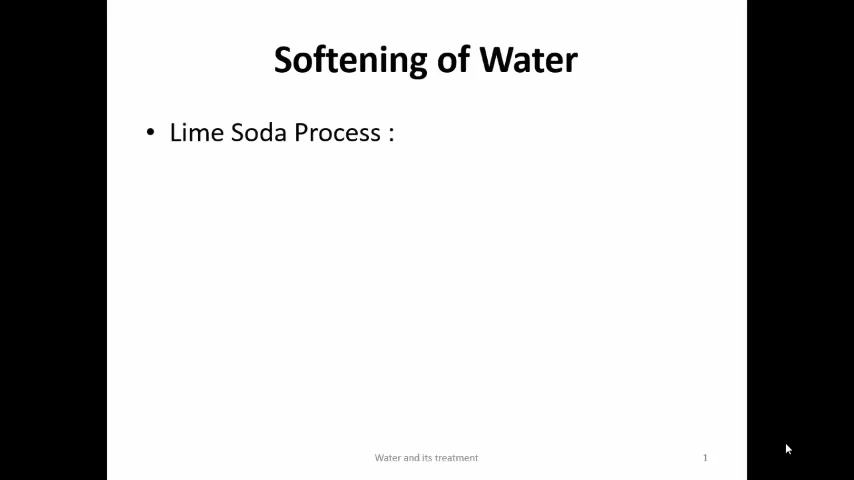 Softening of Water
• Lime Soda Process :
Water and its treatment
1